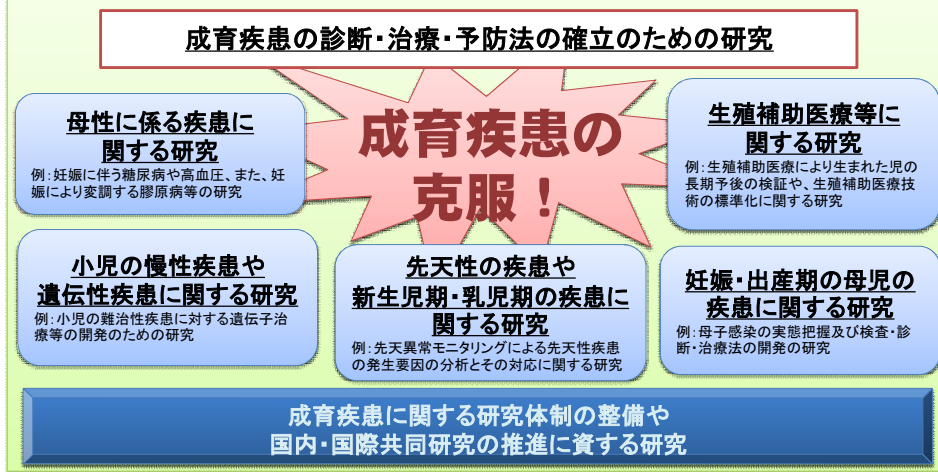 成育疾患の診断・治療・予防法の確立のための研究
成育疾患の
克服！
母性に係る疾患に
関する研究
例：妊娠に伴う糖尿病や高血圧、また、妊
娠により変調する膠原病等の研究
生殖補助医療等に
関する研究
例：生殖補助医療により生まれた児の
長期予後の検証や、生殖補助医療技
術の標準化に関する研究
小児の慢性疾患や
遺伝性疾患に関する研究
例：小児の難治性疾患に対する遺伝子治
療等の開発のための研究
先天性の疾患や
新生児期・乳児期の疾患に
関する研究
例：先天異常モニタリングによる先天性疾患
の発生要因の分析とその対応に関する研究
妊娠・出産期の母児の
疾患に関する研究
例：母子感染の実態把握及び検査・診
断・治療法の開発の研究
成育疾患に関する研究体制の整備や
国内・国際共同研究の推進に資する研究